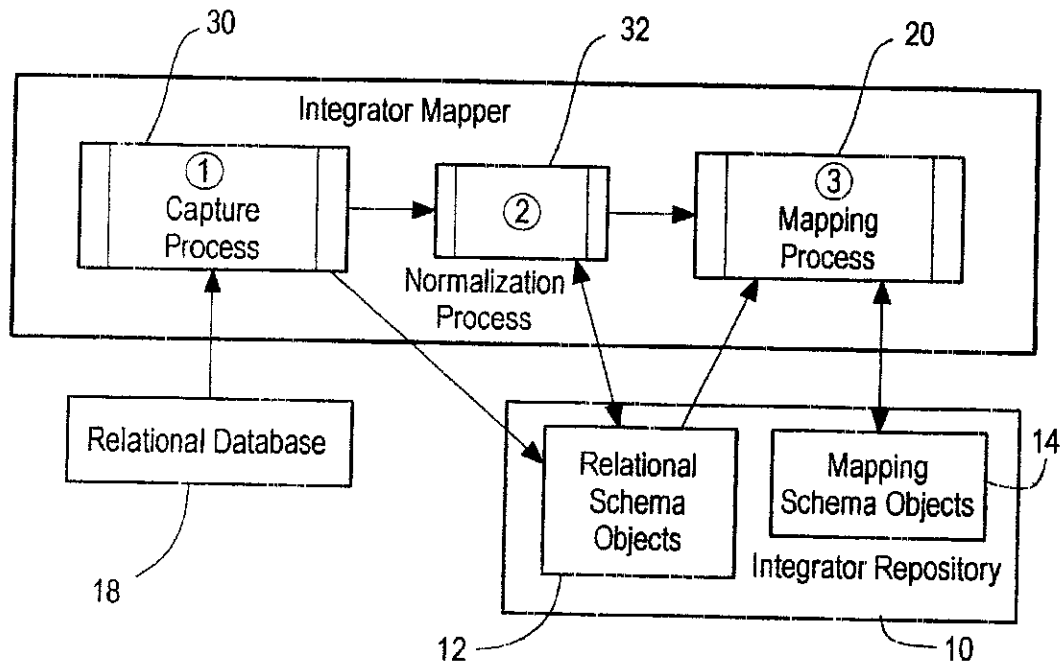 30
32
20
Integrator Mapper
1
Capture
Process
2
Normalization
Process
3
Mapping
Process
Relational Database
18
Relational
Schema
Objects
12
Mapping
Schema Objects
14
Integrator Repository
10